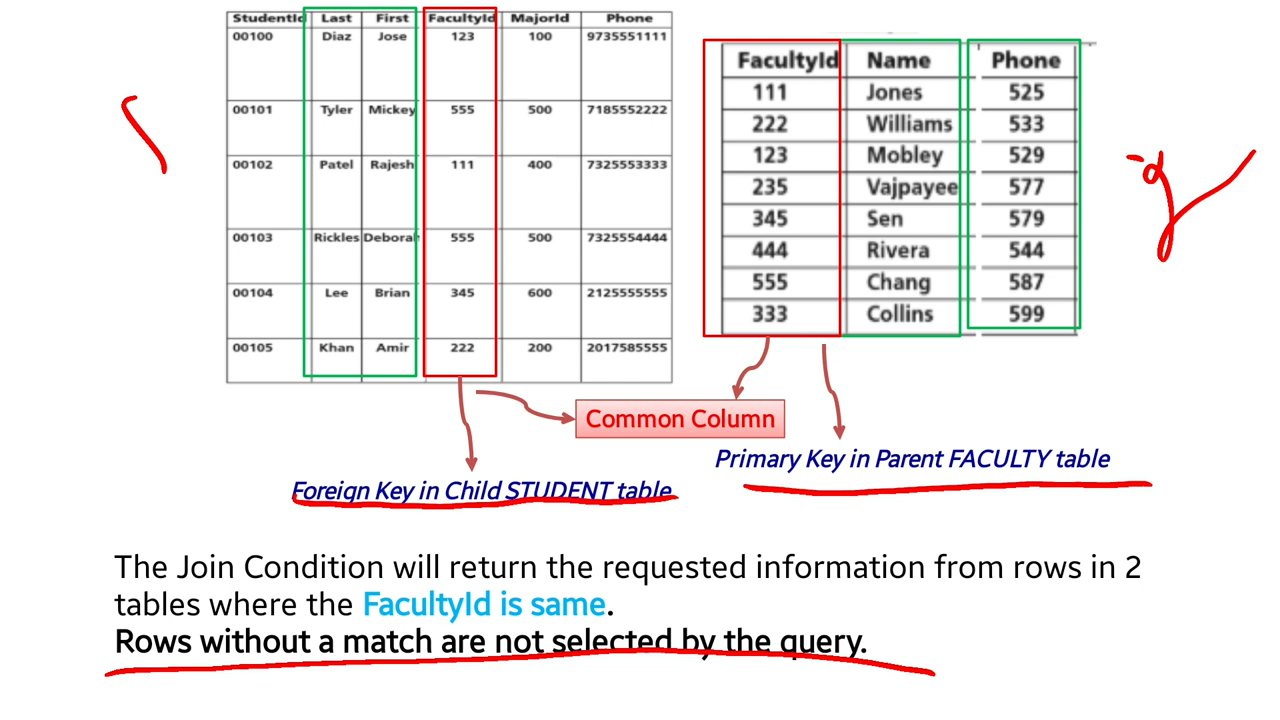 StudentId Last First FacultyId MajorId Phone
00100 Diaz Jose 123 100 9735551111
00101 Tyler Mickey 555 500 7185552222
00102 Patel Rajesh 111 400 7325553333
00103 Rickles Deborah 555 500 7325554444
00104 Lee Brian 345 600 2125555555
00105 Khan Amir 222 200 2017585555
FacultyId Name Phone
111 Jones 525
222 Williams 533
123 Mobley 529
235 Vajpayee 577
345 Sen 579
444 Rivera 544
555 Chang 587
333 Collins 599
Common Column
Primary Key in Parent FACULTY table
Foreign Key in Child STUDENT table
The Join Condition will return the requested information from rows in 2
tables where the FacultyId is same.
Rows without a match are not selected by the query.